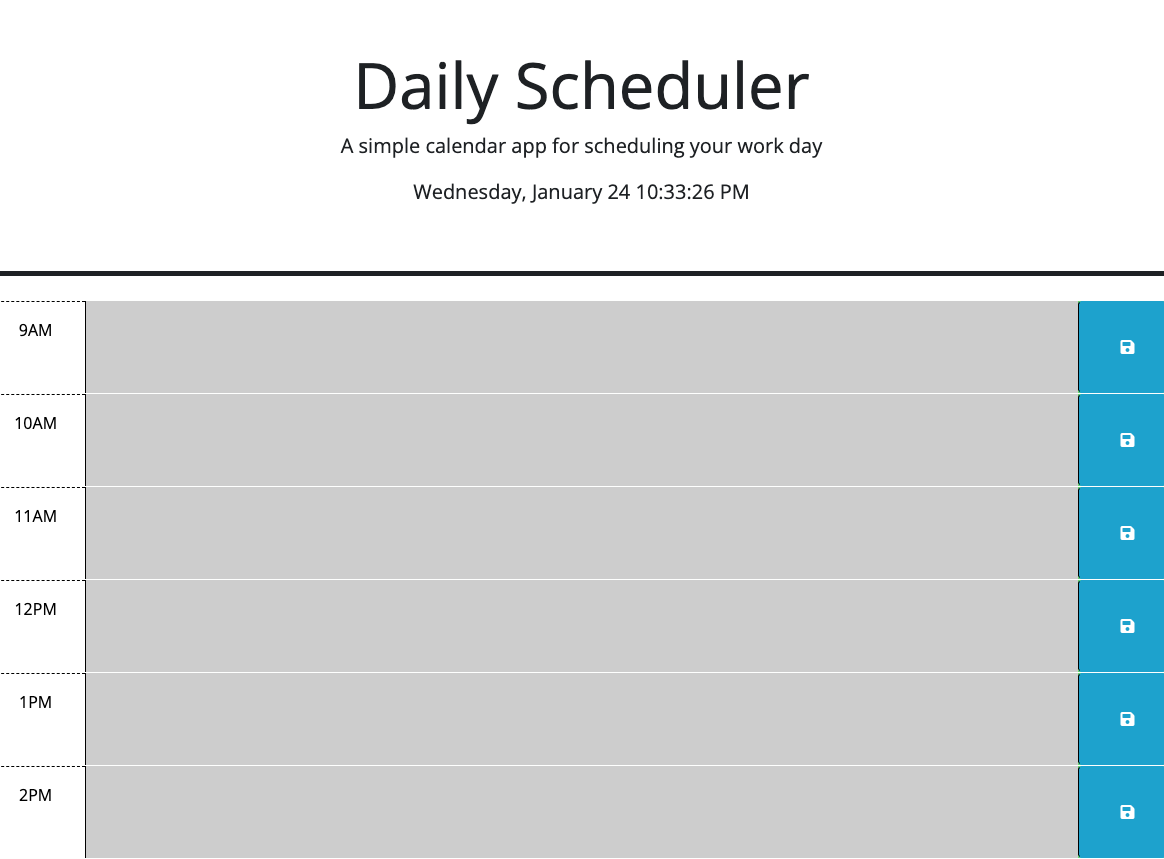 Daily Scheduler
A simple calendar app for scheduling your work day
Wednesday, January 24 10:33:26 PM
9AM
10AM
11AM
12PM
1PM
2PM